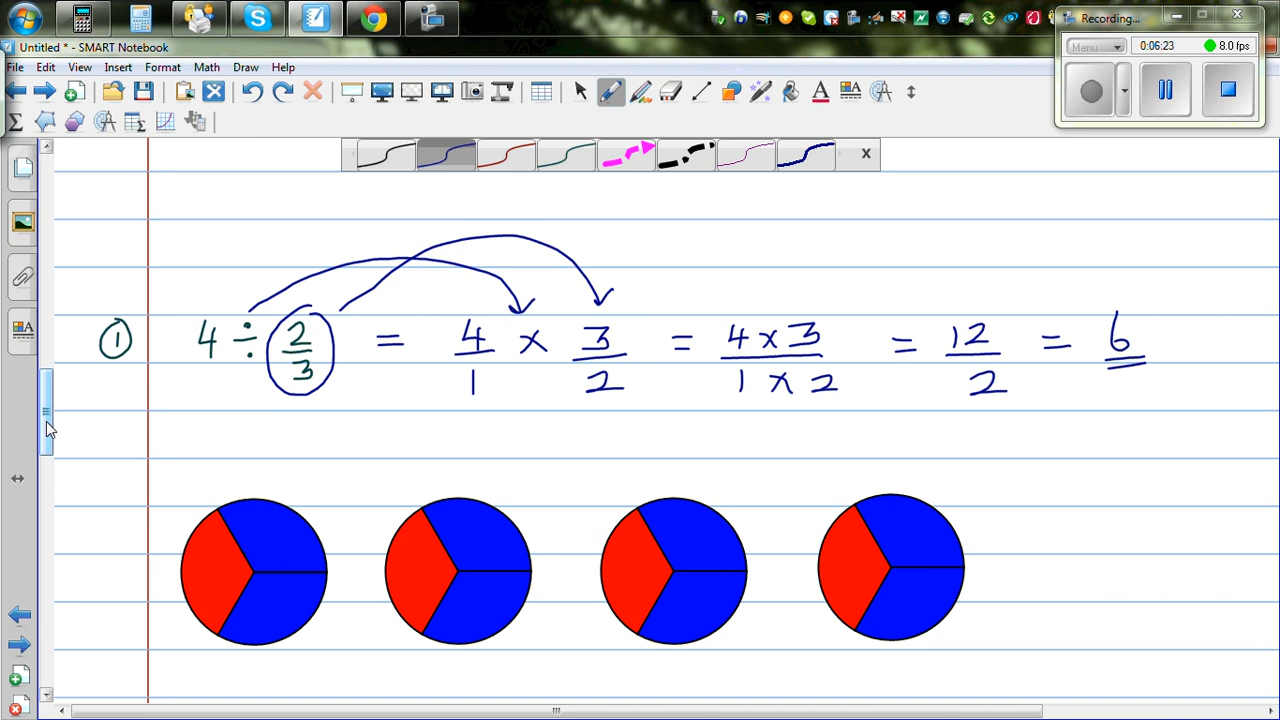 Recording...
Untitled * - SMART Notebook
Menu
0:06:23
8.0 fps
File Edit View Insert Format Math Draw Help
X
① 4 ÷ 2/3 = 4/1 × 3/2 = 4 × 3 / 1 × 2 = 12/2 = 6